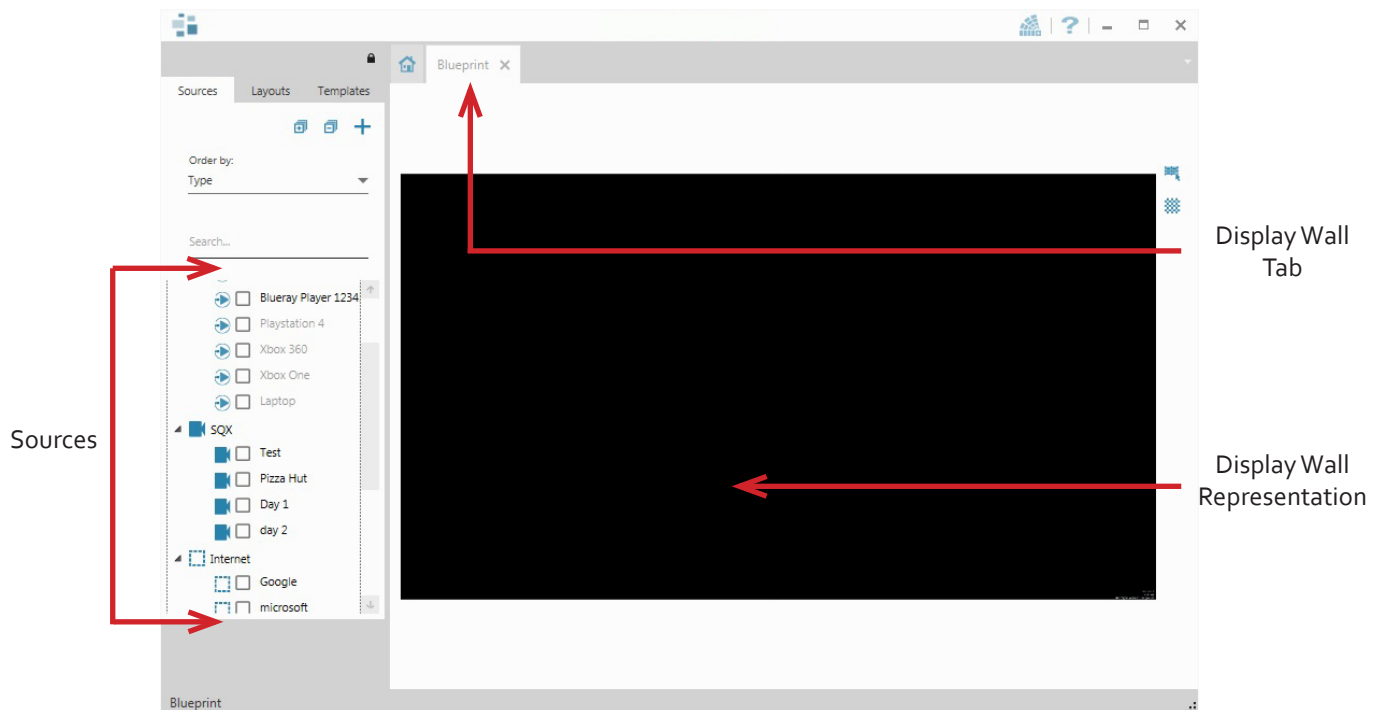 ?
Blueprint
Sources Layouts Templates
Order by:
Type
Search...
Blueray Player 1234
Playstation 4
Xbox 360
Xbox One
Laptop
SQX
Test
Pizza Hut
Day 1
day 2
Internet
Google
microsoft
Blueprint
Sources
Display Wall
Tab
Display Wall
Representation